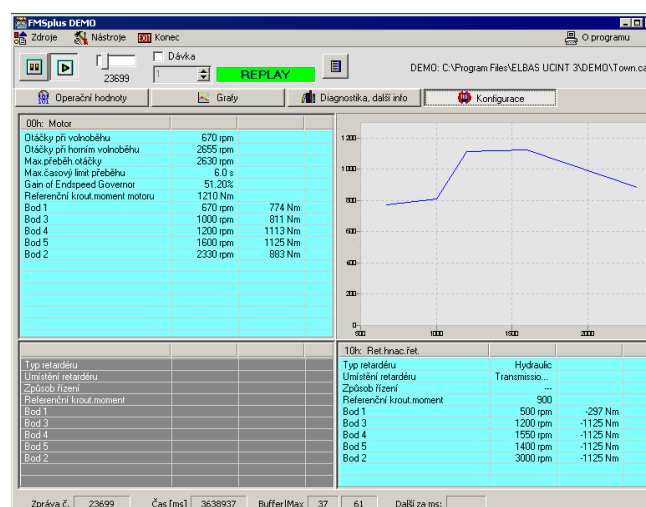 FMSplus DEMO
Zdroje Nástroje EXIT Konec O programu
Dávka
23699 1 REPLAY DEMO: C:\Program Files\ELBAS UCINT 3\DEMO\Town.ca
Operační hodnoty Grafy Diagnostika, další info Konfigurace
00h: Motor
Otáčky při volnoběhu 670 rpm
Otáčky při horním volnoběhu 2655 rpm
Max.přeběh.otáčky 2630 rpm
Max.časový limit přeběhu 6.0 s
Gain of Endspeed Governor 51.20%
Referenční krout.moment motoru 1210 Nm
Bod 1 670 rpm 774 Nm
Bod 3 1000 rpm 811 Nm
Bod 4 1200 rpm 1113 Nm
Bod 5 1600 rpm 1125 Nm
Bod 2 2330 rpm 883 Nm
1200
1000
800
600
400
200
0
500 1000 1500 2000
Typ retardéru
Umístění retardéru
Způsob řízení
Referenční krout.moment
Bod 1
Bod 3
Bod 4
Bod 5
Bod 2
10h: Ret.hnac.řet.
Typ retardéru Hydraulic
Umístění retardéru Transmissio...
Způsob řízení ---
Referenční krout.moment 900
Bod 1 500 rpm -297 Nm
Bod 3 1200 rpm -1125 Nm
Bod 4 1550 rpm -1125 Nm
Bod 5 1400 rpm -1125 Nm
Bod 2 3000 rpm -1125 Nm
Zpráva č. 23699 Čas [ms] 3638937 Buffer|Max 37 61 Další za ms: